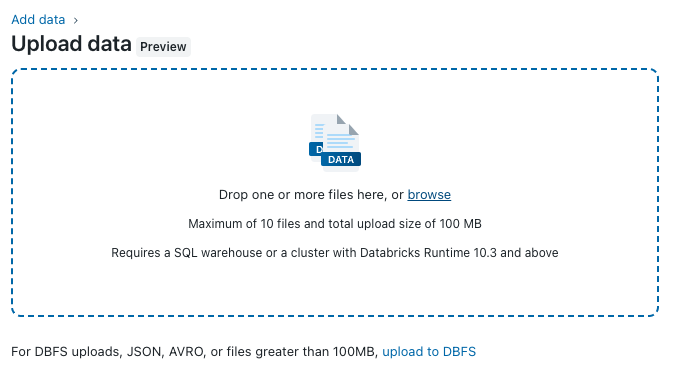 Add data ›
Upload data Preview
D
DATA
Drop one or more files here, or browse
Maximum of 10 files and total upload size of 100 MB
Requires a SQL warehouse or a cluster with Databricks Runtime 10.3 and above
For DBFS uploads, JSON, AVRO, or files greater than 100MB, upload to DBFS